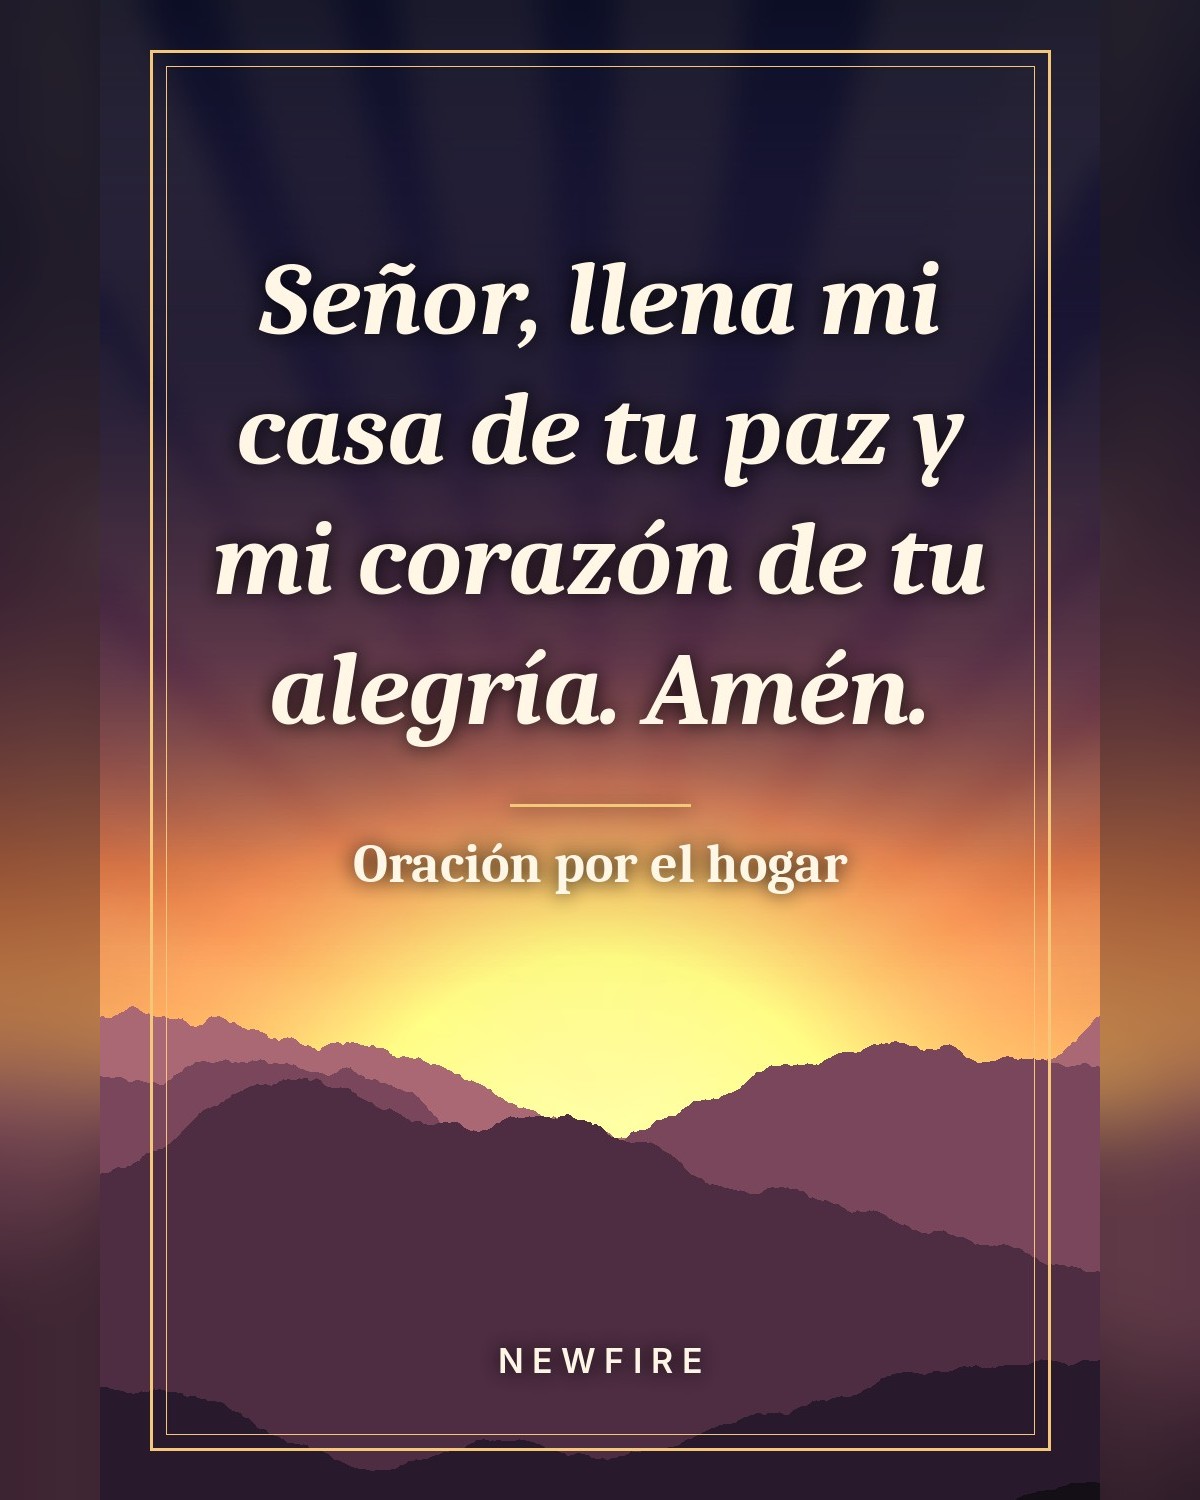 Señor, llena mi
casa de tu paz y
mi corazón de tu
alegría. Amén.
Oración por el hogar
NEWFIRE